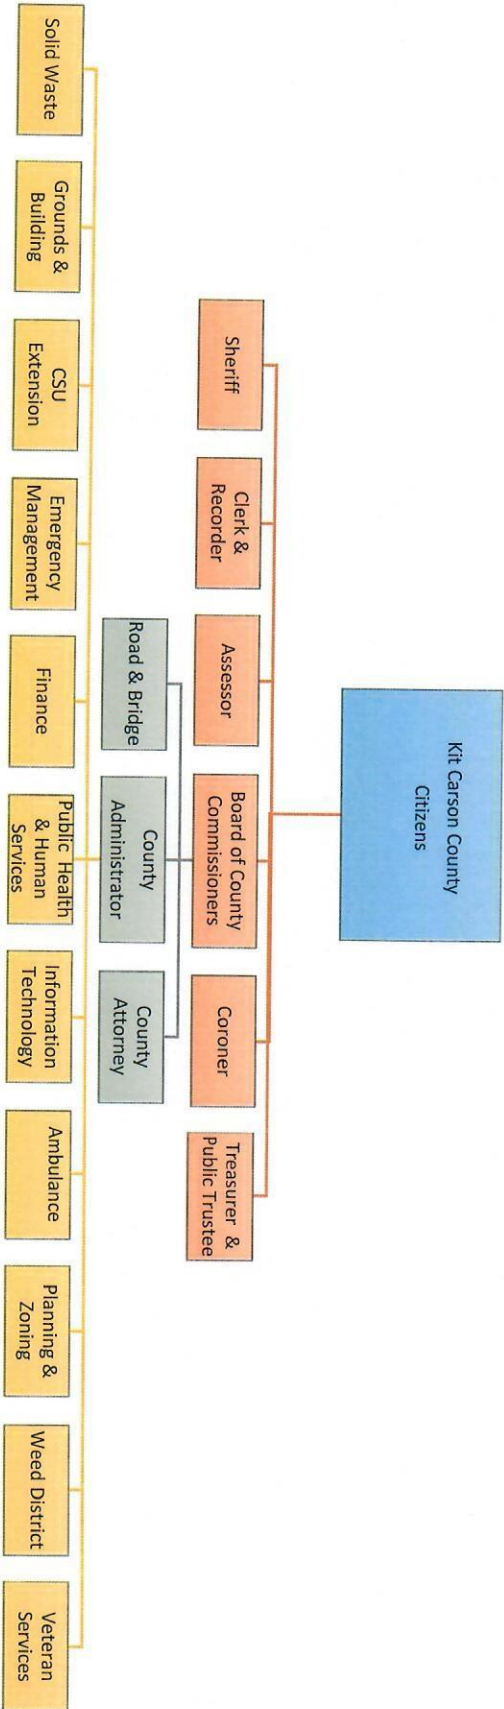 Kit Carson County
Citizens
Sheriff
Clerk &
Recorder
Assessor
Board of County
Commissioners
Coroner
Treasurer &
Public Trustee
Road & Bridge
County
Administrator
County
Attorney
Solid Waste
Grounds &
Building
CSU
Extension
Emergency
Management
Finance
Public Health
& Human
Services
Information
Technology
Ambulance
Planning &
Zoning
Weed District
Veteran
Services